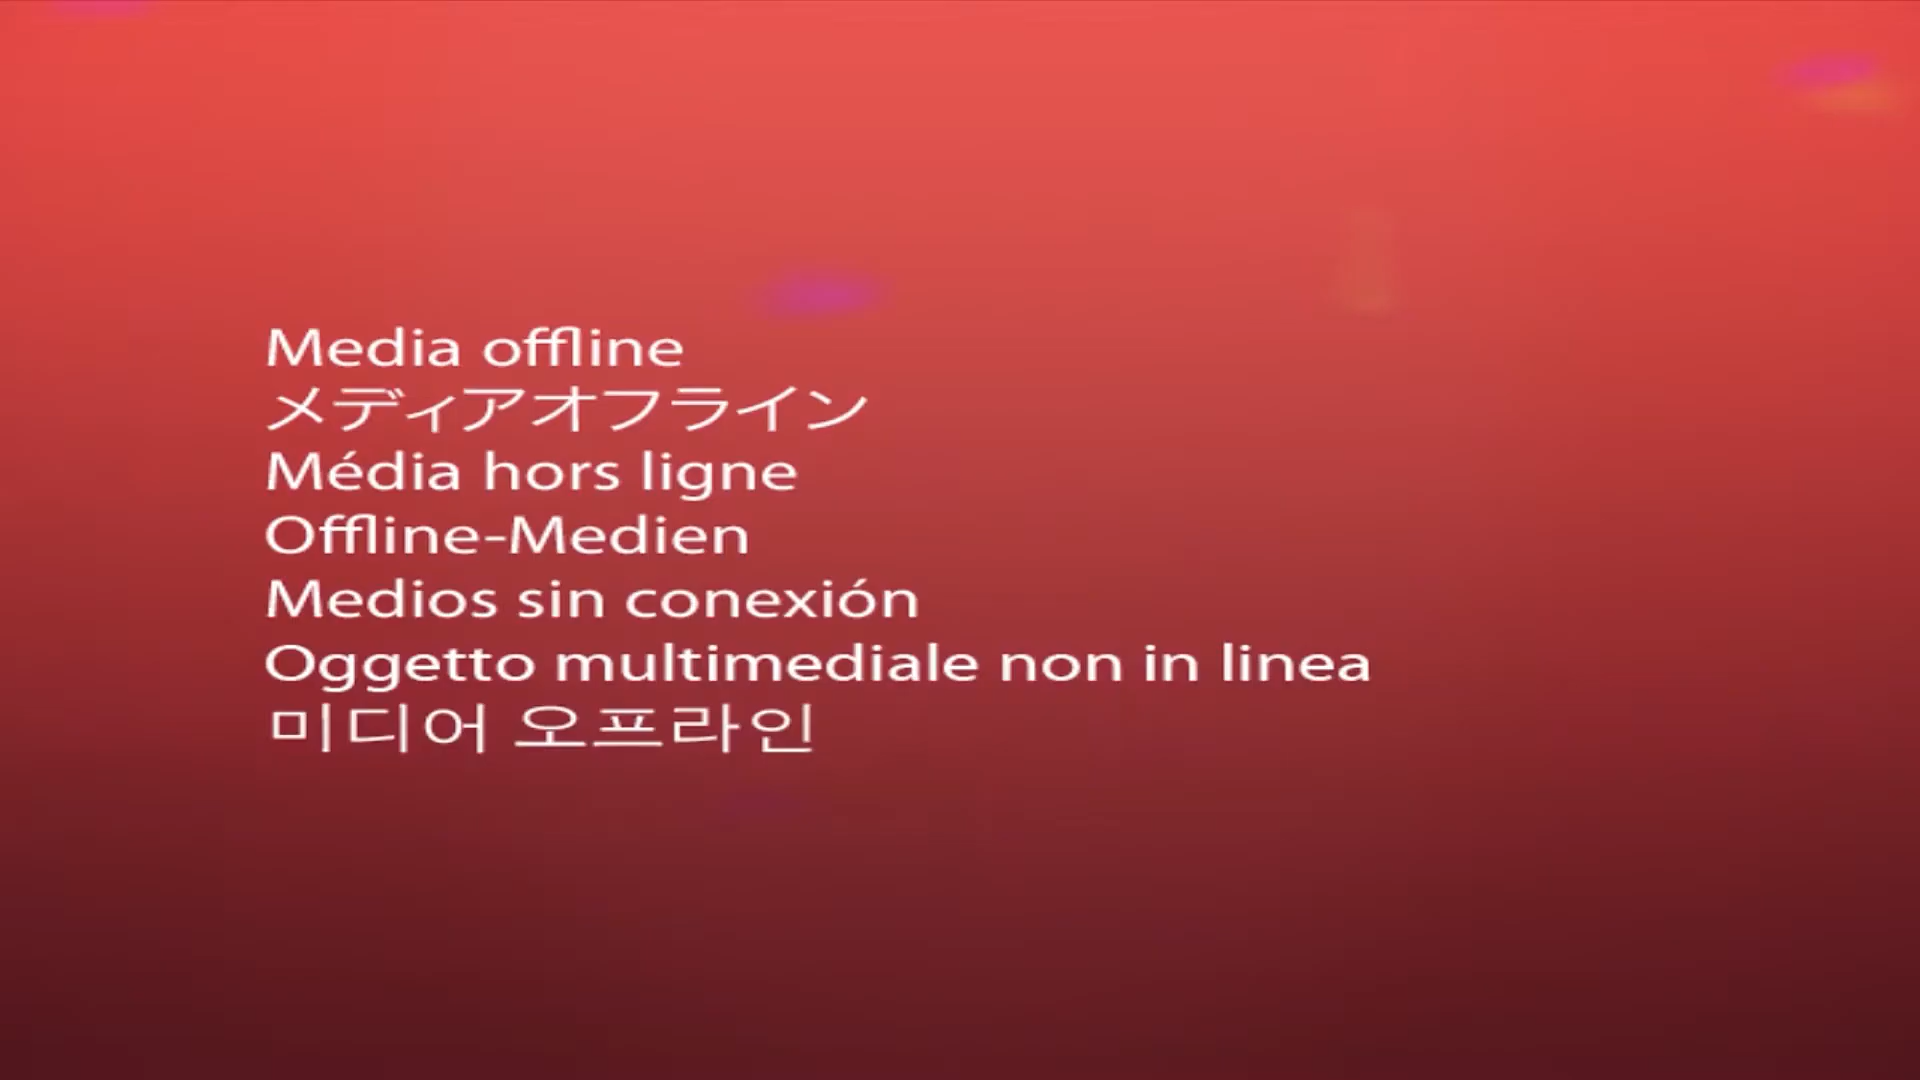 Media offline
メディアオフライン
Média hors ligne
Offline-Medien
Medios sin conexión
Oggetto multimediale non in linea
미디어 오프라인